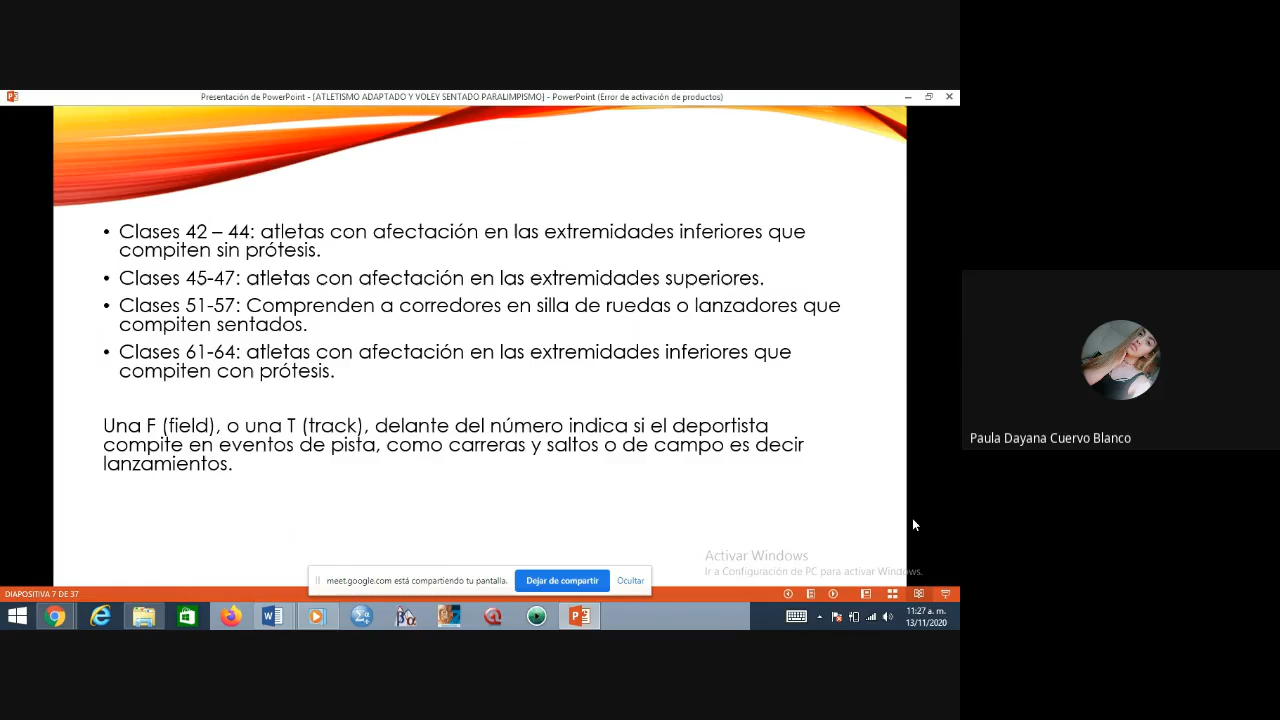 Presentación de PowerPoint - [ATLETISMO ADAPTADO Y VOLEY SENTADO PARALIMPISMO] - PowerPoint (Error de activación de productos)
• Clases 42 – 44: atletas con afectación en las extremidades inferiores que
compiten sin prótesis.
• Clases 45-47: atletas con afectación en las extremidades superiores.
• Clases 51-57: Comprenden a corredores en silla de ruedas o lanzadores que
compiten sentados.
• Clases 61-64: atletas con afectación en las extremidades inferiores que
compiten con prótesis.
Una F (field), o una T (track), delante del número indica si el deportista
compite en eventos de pista, como carreras y saltos o de campo es decir
lanzamientos.
Paula Dayana Cuervo Blanco
Activar Windows
Ir a Configuración de PC para activar Windows.
meet.google.com está compartiendo tu pantalla.
Dejar de compartir
Ocultar
DIAPOSITIVA 7 DE 37
11:27 a. m.
13/11/2020